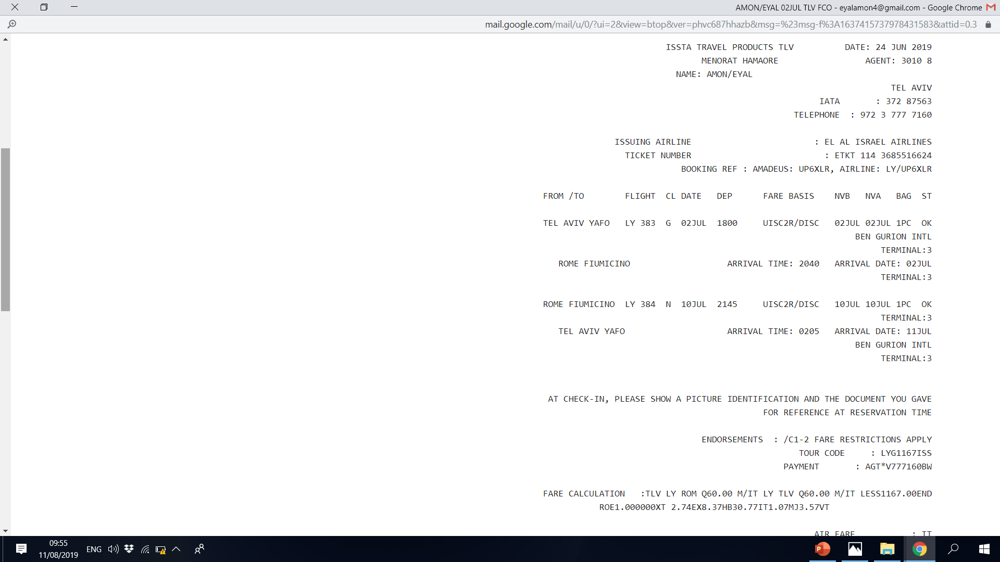 AMON/EYAL 02JUL TLV FCO - eyalamon4@gmail.com - Google Chrome
mail.google.com/mail/u/0/?ui=2&view=btop&ver=phvc687hhazb&msg=%23msg-f%3A1637415737978431583&attid=0.3
ISSTA TRAVEL PRODUCTS TLV DATE: 24 JUN 2019
MENORAT HAMAORE AGENT: 3010 8
NAME: AMON/EYAL
TEL AVIV
IATA : 372 87563
TELEPHONE : 972 3 777 7160
ISSUING AIRLINE : EL AL ISRAEL AIRLINES
TICKET NUMBER : ETKT 114 3685516624
BOOKING REF : AMADEUS: UP6XLR, AIRLINE: LY/UP6XLR
FROM /TO FLIGHT CL DATE DEP FARE BASIS NVB NVA BAG ST
TEL AVIV YAFO LY 383 G 02JUL 1800 UISC2R/DISC 02JUL 02JUL 1PC OK
BEN GURION INTL
TERMINAL:3
ROME FIUMICINO ARRIVAL TIME: 2040 ARRIVAL DATE: 02JUL
TERMINAL:3
ROME FIUMICINO LY 384 N 10JUL 2145 UISC2R/DISC 10JUL 10JUL 1PC OK
TERMINAL:3
TEL AVIV YAFO ARRIVAL TIME: 0205 ARRIVAL DATE: 11JUL
BEN GURION INTL
TERMINAL:3
AT CHECK-IN, PLEASE SHOW A PICTURE IDENTIFICATION AND THE DOCUMENT YOU GAVE
FOR REFERENCE AT RESERVATION TIME
ENDORSEMENTS : /C1-2 FARE RESTRICTIONS APPLY
TOUR CODE : LYG1167ISS
PAYMENT : AGT*V777160BW
FARE CALCULATION :TLV LY ROM Q60.00 M/IT LY TLV Q60.00 M/IT LESS1167.00END
ROE1.000000XT 2.74EX8.37HB30.77IT1.07MJ3.57VT
AIR FARE : IT
09:55
11/08/2019
ENG